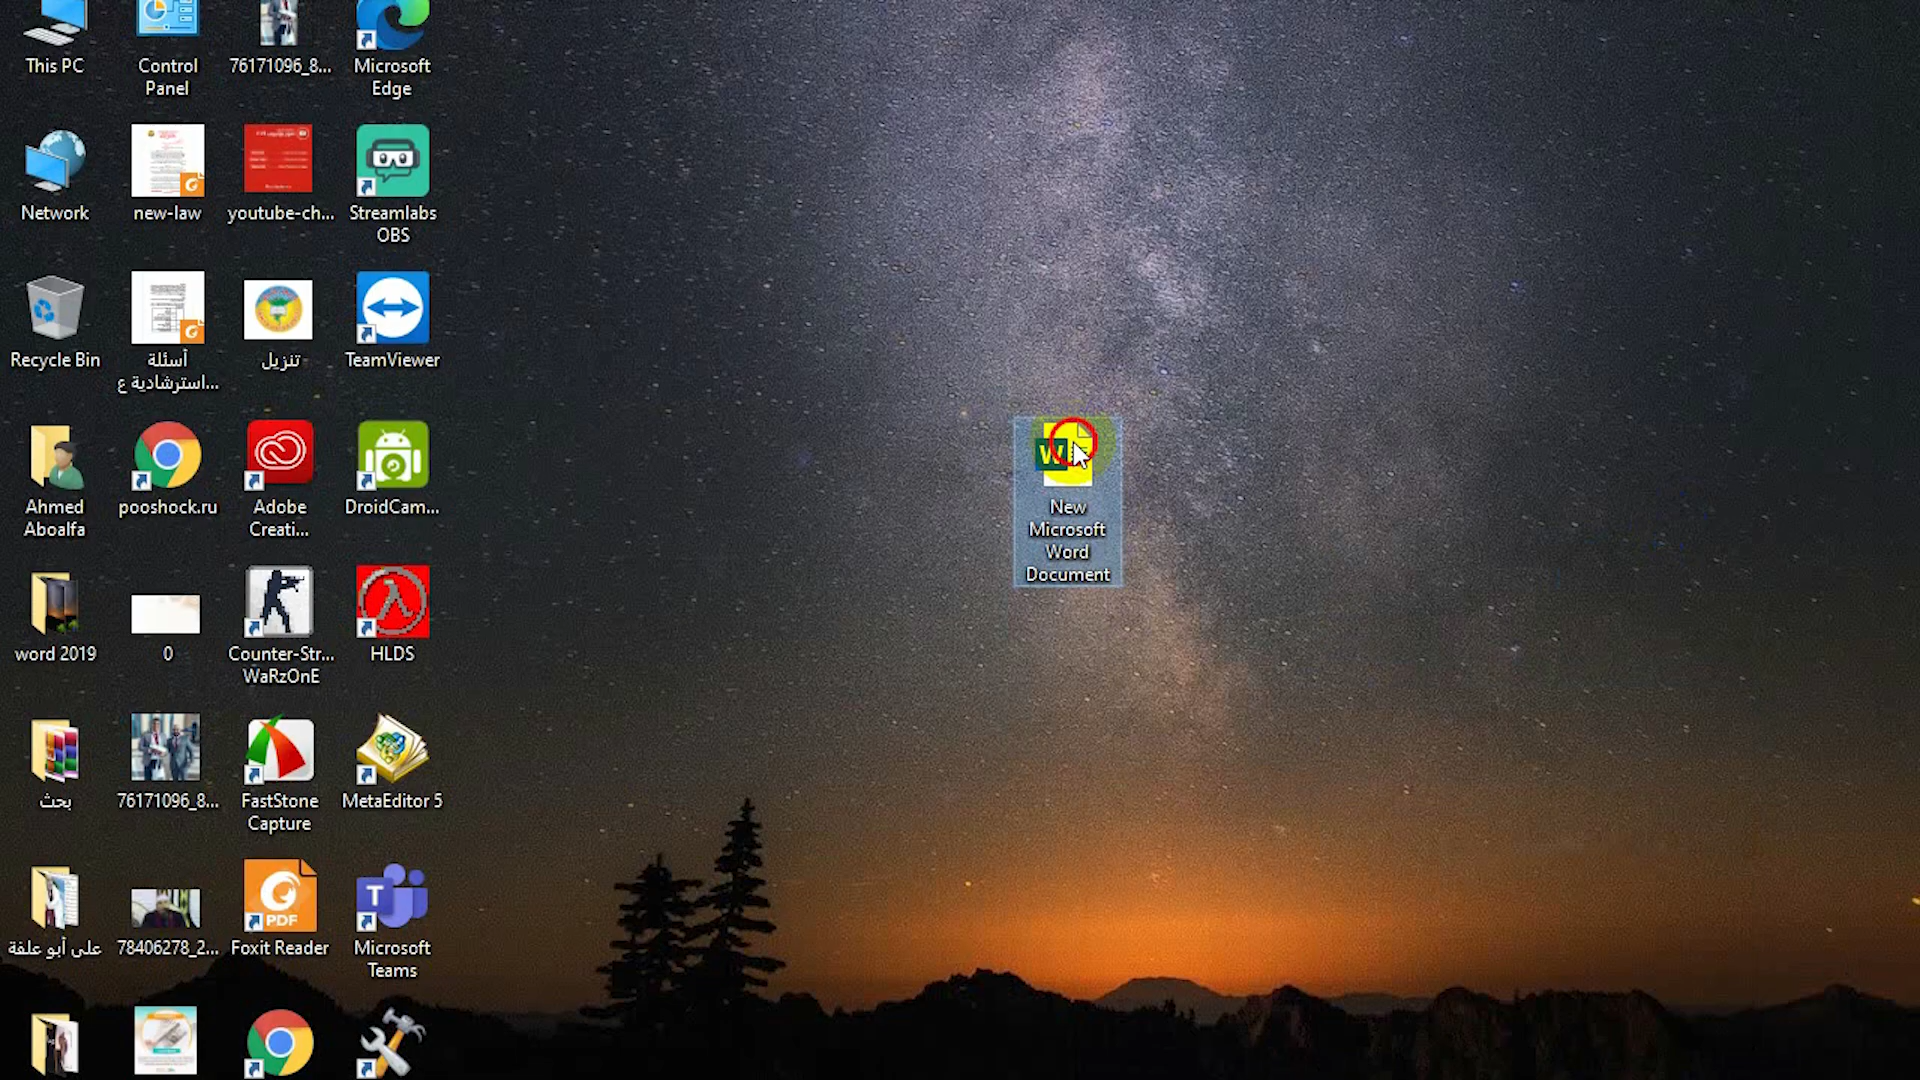 This PC
Control
Panel
76171096_8...
Microsoft
Edge
Network
new-law
youtube-ch...
Streamlabs
OBS
Recycle Bin
أسئلة
استرشادية ع...
تنزيل
TeamViewer
Ahmed
Aboalfa
pooshock.ru
Adobe
Creati...
DroidCam...
W
New
Microsoft
Word
Document
word 2019
0
Counter-Str...
WaRzOnE
HLDS
بحث
76171096_8...
FastStone
Capture
MetaEditor 5
على أبو علفة
78406278_2...
PDF
Foxit Reader
T
Microsoft
Teams